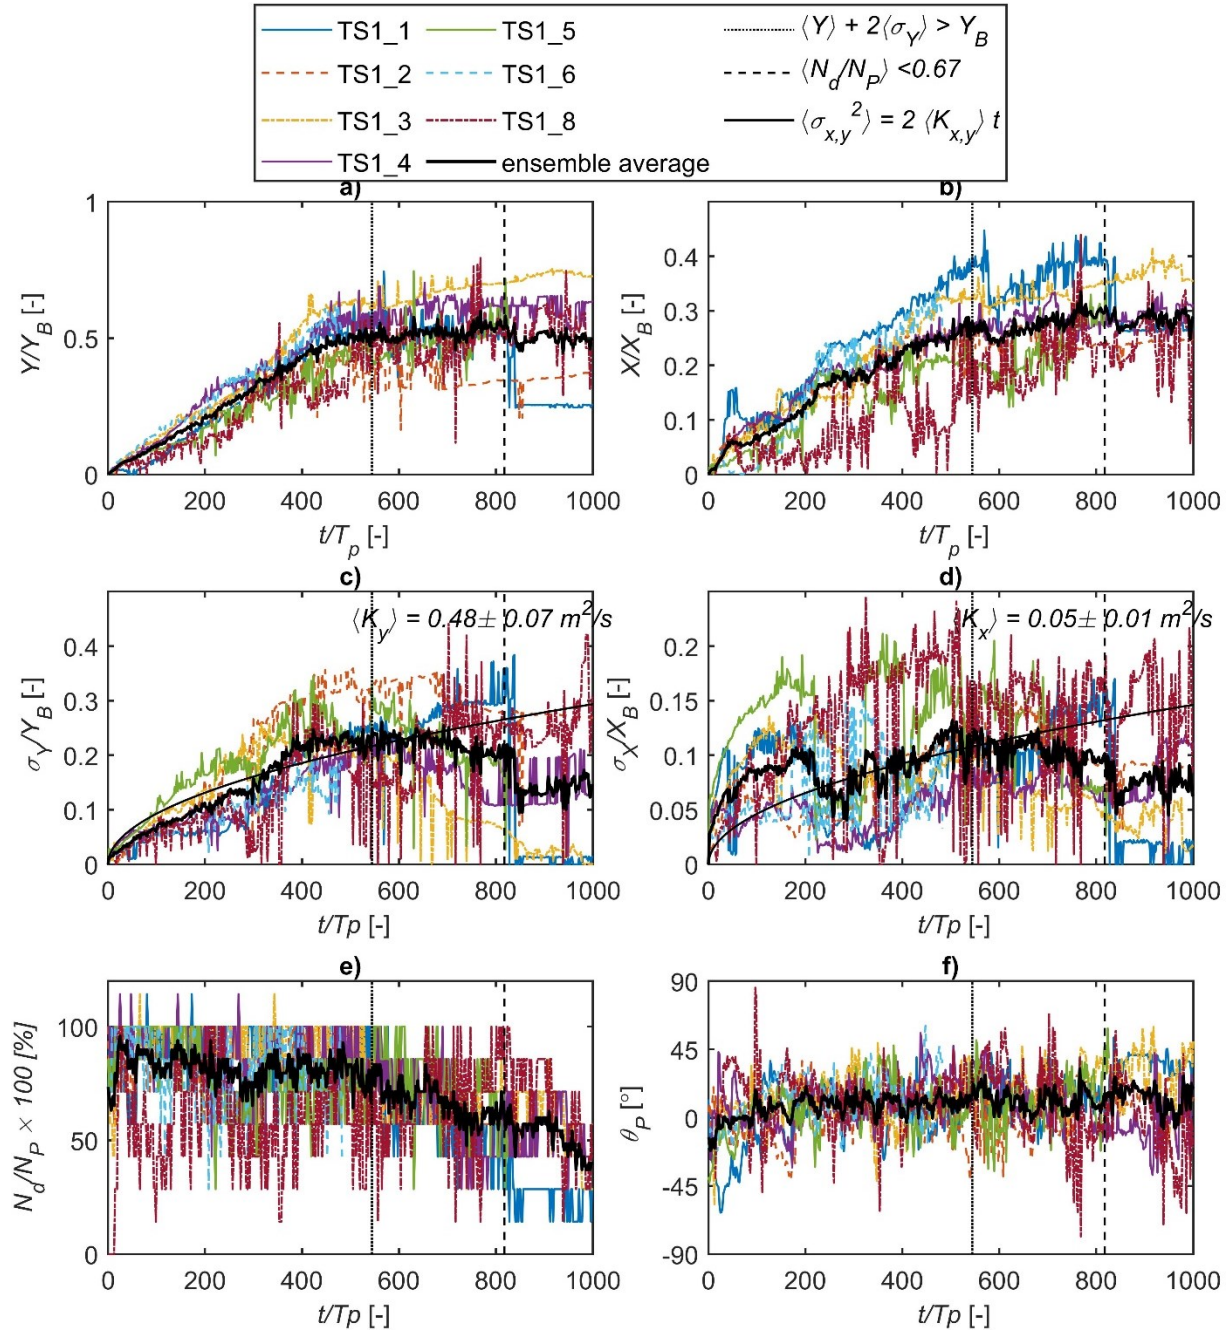 TS1_1 TS1_5 ⟨Y⟩ + 2⟨σ_Y⟩ > Y_B
TS1_2 TS1_6 ⟨N_d/N_P⟩ <0.67
TS1_3 TS1_8 ⟨σ_{x,y}^2⟩ = 2 ⟨K_{x,y}⟩ t
TS1_4 ensemble average
a)
1
0.5
0
Y/Y_B [-]
0 200 400 600 800 1000
t/T_p [-]
b)
0.4
0.3
0.2
0.1
0
X/X_B [-]
0 200 400 600 800 1000
t/T_p [-]
c)
⟨K_y⟩ = 0.48± 0.07 m^2/s
0.4
0.3
0.2
0.1
0
σ_Y/Y_B [-]
0 200 400 600 800 1000
t/Tp [-]
d)
K_x⟩ = 0.05± 0.01 m^2/s
0.2
0.15
0.1
0.05
0
σ_X/X_B [-]
0 200 400 600 800 1000
t/Tp [-]
e)
100
50
0
N_d/N_P × 100 [%]
0 200 400 600 800 1000
t/Tp [-]
f)
90
45
0
-45
-90
θ_P [°]
0 200 400 600 800 1000
t/Tp [-]